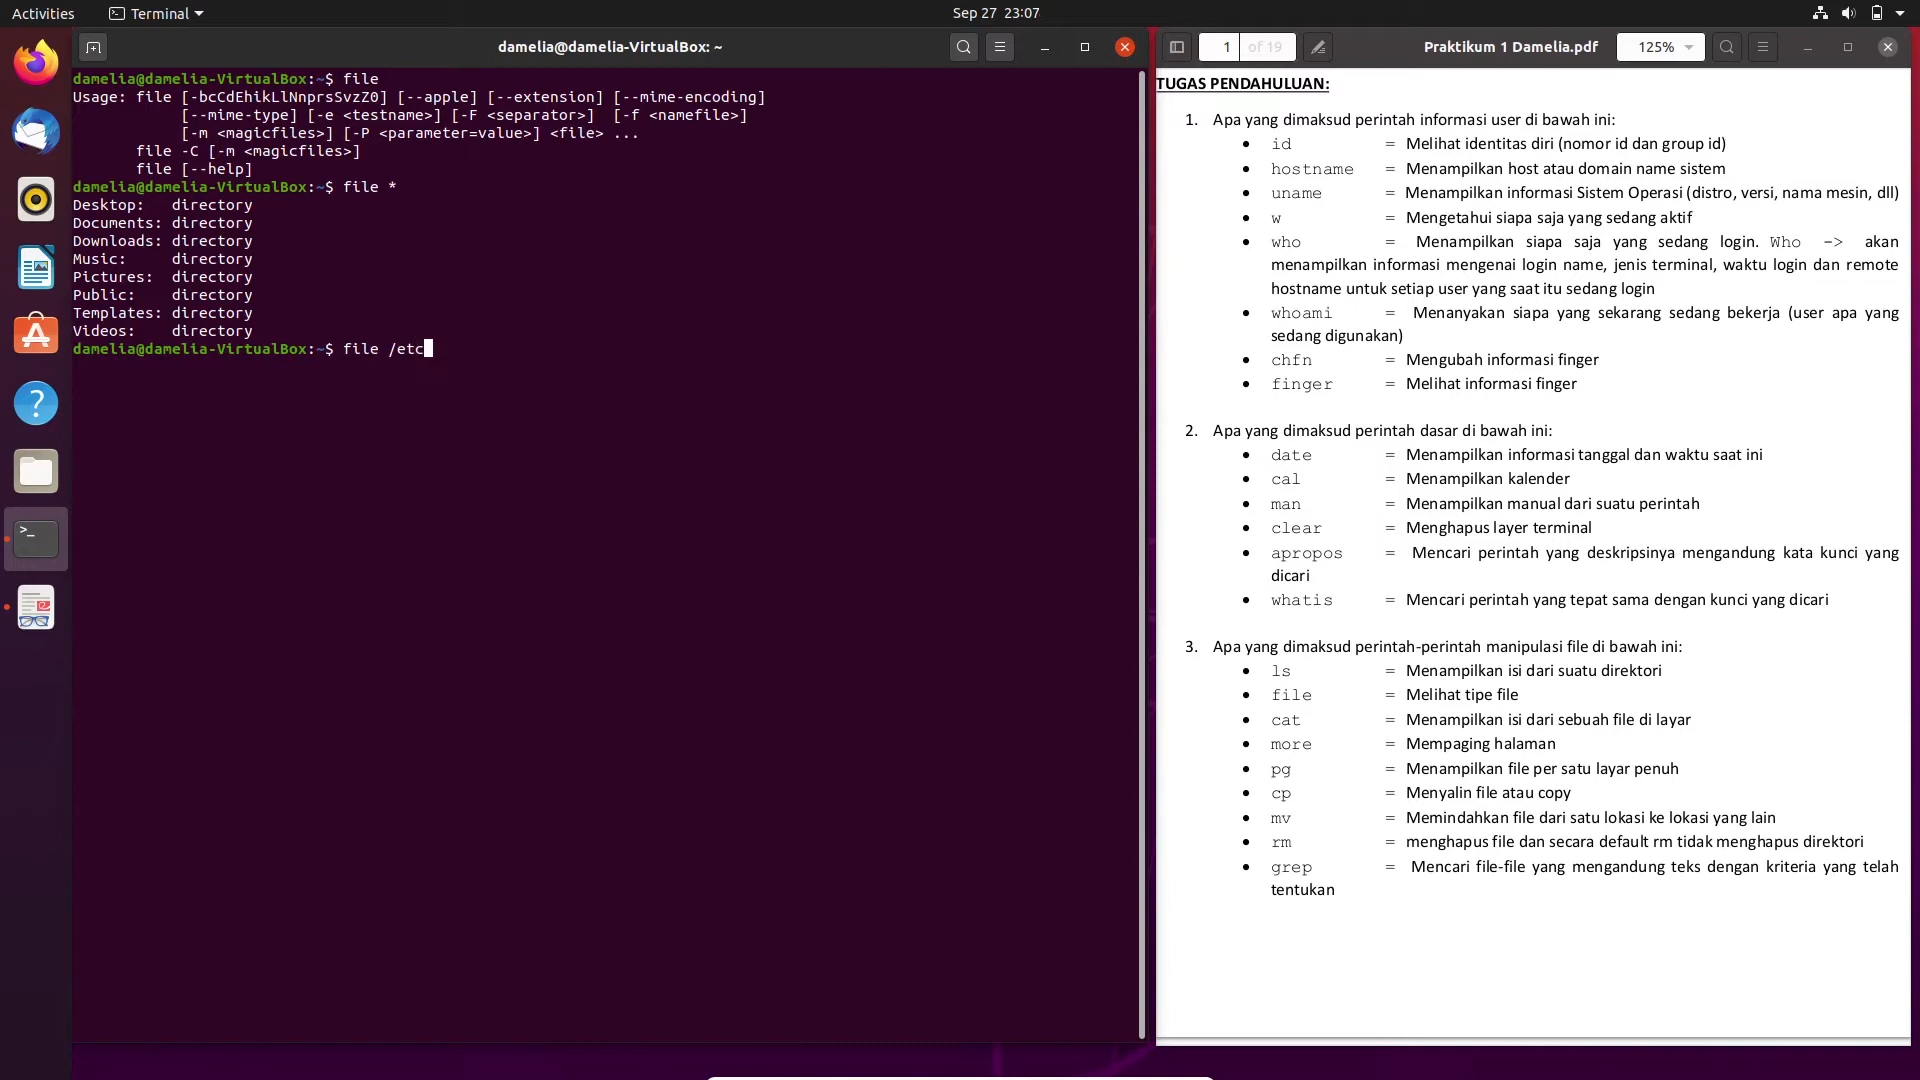 Activities
Terminal
Sep 27 23:07
damelia@damelia-VirtualBox: ~
damelia@damelia-VirtualBox:~$ file
Usage: file [-bcCdEhikLlNnprsSvzZ0] [--apple] [--extension] [--mime-encoding]
[--mime-type] [-e <testname>] [-F <separator>] [-f <namefile>]
[-m <magicfiles>] [-P <parameter=value>] <file> ...
file -C [-m <magicfiles>]
file [--help]
damelia@damelia-VirtualBox:~$ file *
Desktop: directory
Documents: directory
Downloads: directory
Music: directory
Pictures: directory
Public: directory
Templates: directory
Videos: directory
damelia@damelia-VirtualBox:~$ file /etc
1 of 19
Praktikum 1 Damelia.pdf
125%
TUGAS PENDAHULUAN:
1. Apa yang dimaksud perintah informasi user di bawah ini:
• id = Melihat identitas diri (nomor id dan group id)
• hostname = Menampilkan host atau domain name sistem
• uname = Menampilkan informasi Sistem Operasi (distro, versi, nama mesin, dll)
• w = Mengetahui siapa saja yang sedang aktif
• who = Menampilkan siapa saja yang sedang login. Who -> akan
menampilkan informasi mengenai login name, jenis terminal, waktu login dan remote
hostname untuk setiap user yang saat itu sedang login
• whoami = Menanyakan siapa yang sekarang sedang bekerja (user apa yang
sedang digunakan)
• chfn = Mengubah informasi finger
• finger = Melihat informasi finger
2. Apa yang dimaksud perintah dasar di bawah ini:
• date = Menampilkan informasi tanggal dan waktu saat ini
• cal = Menampilkan kalender
• man = Menampilkan manual dari suatu perintah
• clear = Menghapus layer terminal
• apropos = Mencari perintah yang deskripsinya mengandung kata kunci yang
dicari
• whatis = Mencari perintah yang tepat sama dengan kunci yang dicari
3. Apa yang dimaksud perintah-perintah manipulasi file di bawah ini:
• ls = Menampilkan isi dari suatu direktori
• file = Melihat tipe file
• cat = Menampilkan isi dari sebuah file di layar
• more = Mempaging halaman
• pg = Menampilkan file per satu layar penuh
• cp = Menyalin file atau copy
• mv = Memindahkan file dari satu lokasi ke lokasi yang lain
• rm = menghapus file dan secara default rm tidak menghapus direktori
• grep = Mencari file-file yang mengandung teks dengan kriteria yang telah
tentukan